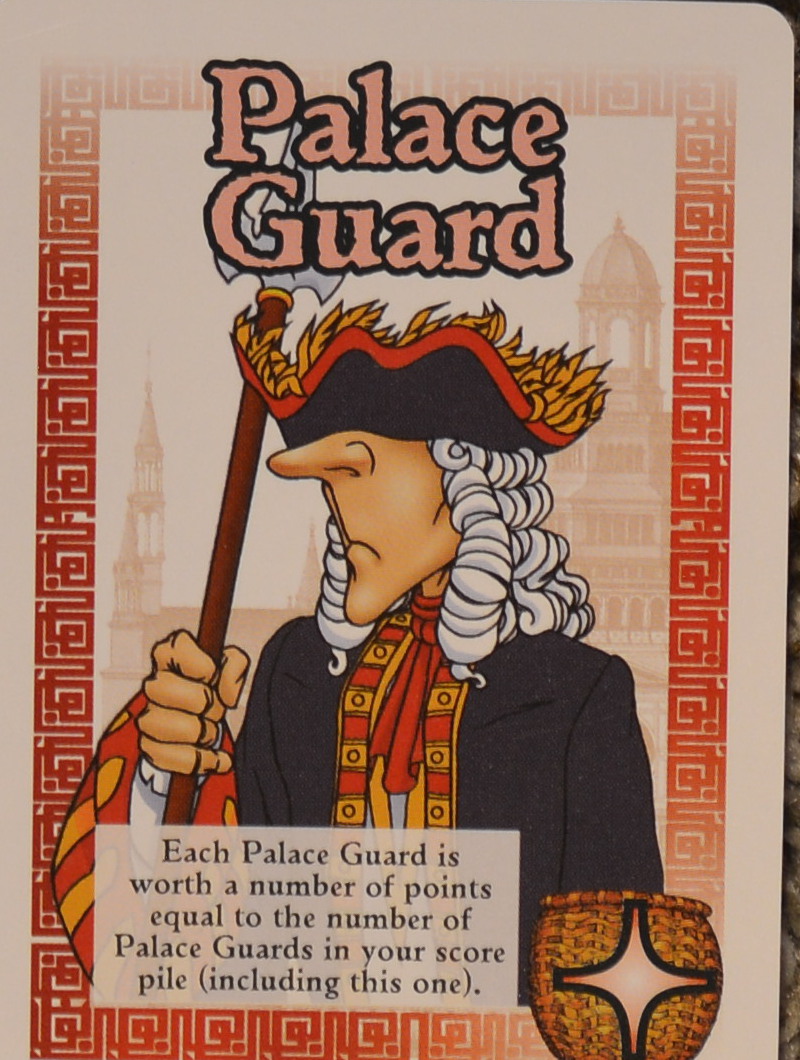 Palace
Guard
Each Palace Guard is
worth a number of points
equal to the number of
Palace Guards in your score
pile (including this one).